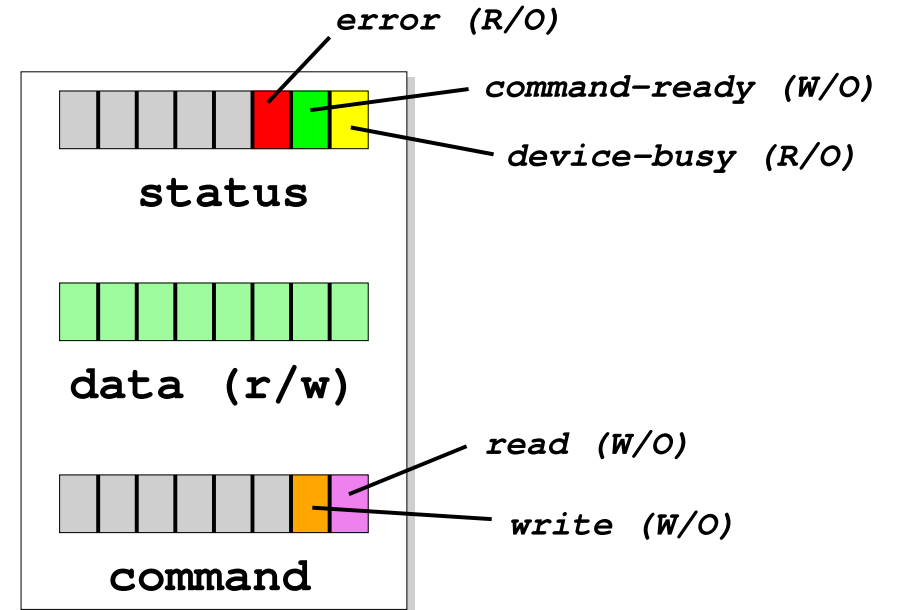 error (R/O)
command-ready (W/O)
device-busy (R/O)
status
data (r/w)
read (W/O)
write (W/O)
command